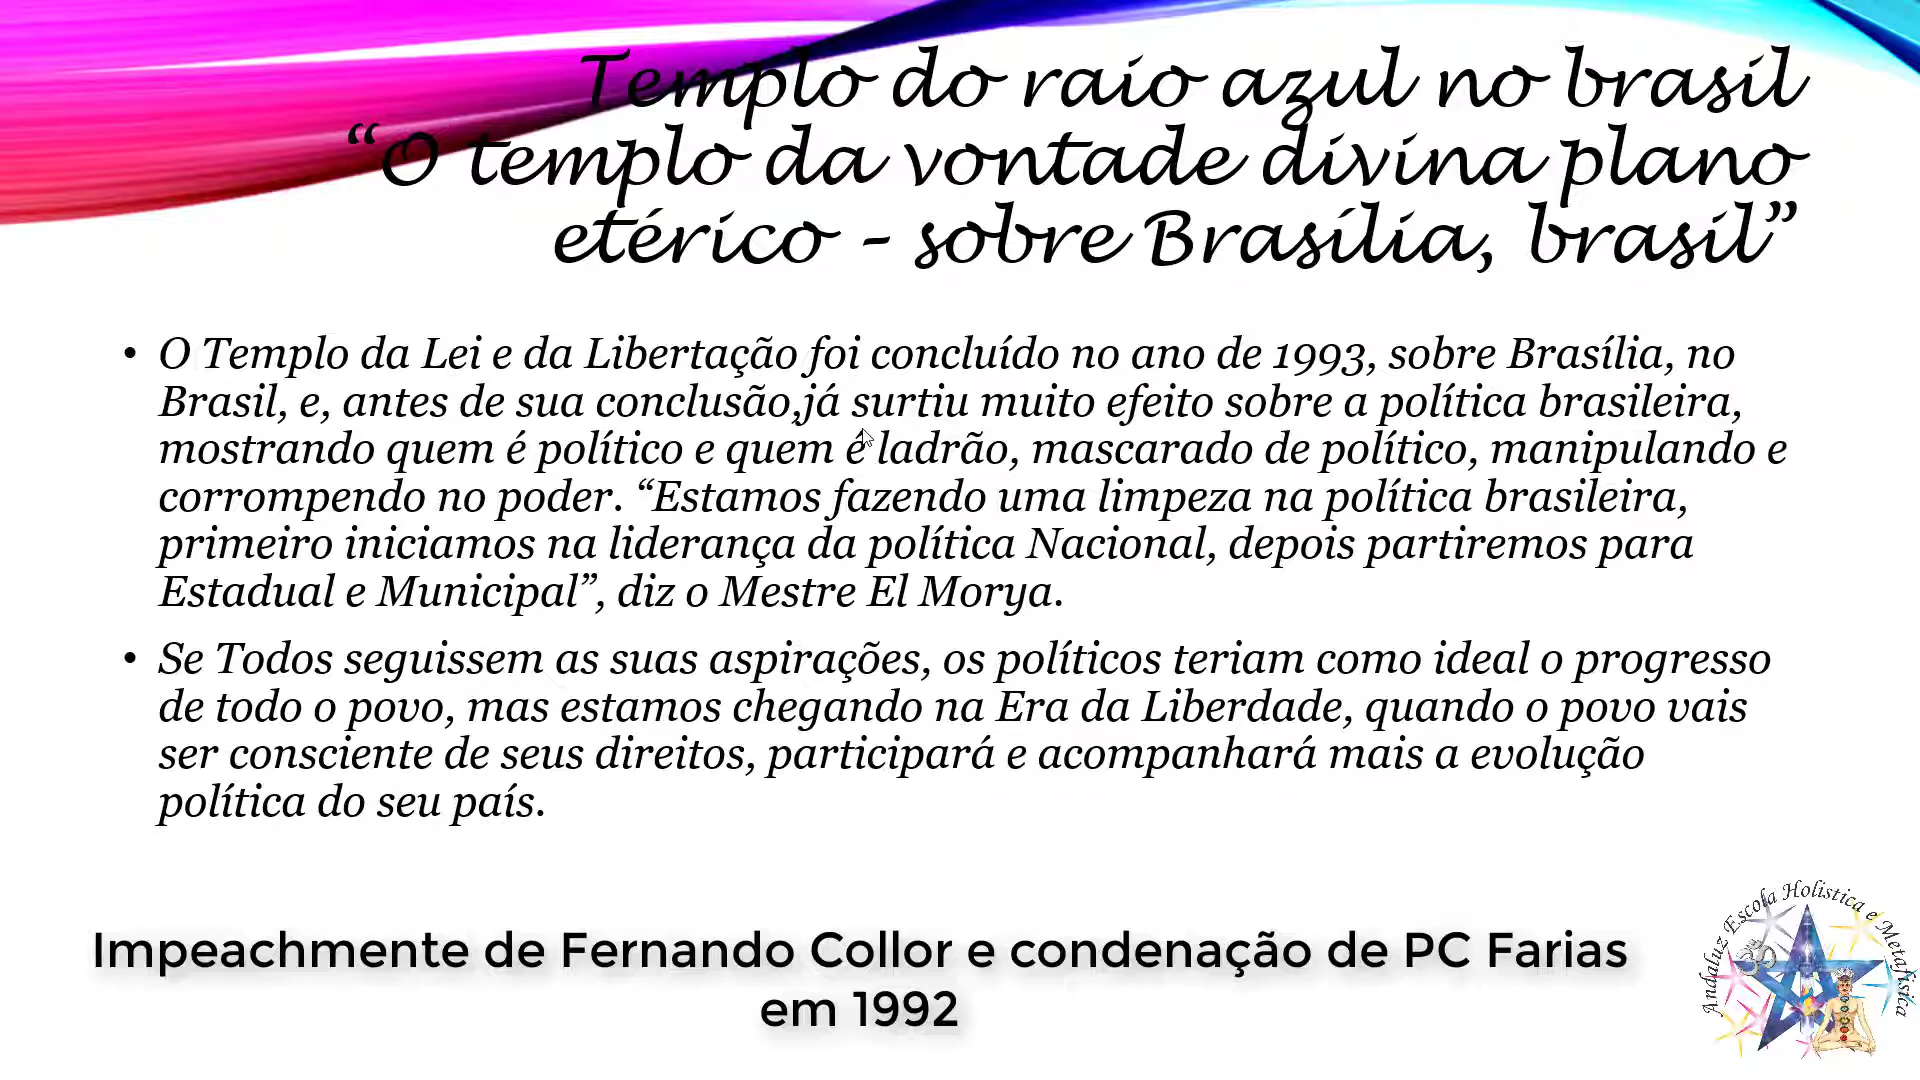 Templo do raio azul no brasil
“O templo da vontade divina plano
etérico – sobre Brasília, brasil”
• O Templo da Lei e da Libertação foi concluído no ano de 1993, sobre Brasília, no
Brasil, e, antes de sua conclusão,já surtiu muito efeito sobre a política brasileira,
mostrando quem é político e quem é ladrão, mascarado de político, manipulando e
corrompendo no poder. “Estamos fazendo uma limpeza na política brasileira,
primeiro iniciamos na liderança da política Nacional, depois partiremos para
Estadual e Municipal”, diz o Mestre El Morya.
• Se Todos seguissem as suas aspirações, os políticos teriam como ideal o progresso
de todo o povo, mas estamos chegando na Era da Liberdade, quando o povo vais
ser consciente de seus direitos, participará e acompanhará mais a evolução
política do seu país.
Impeachmente de Fernando Collor e condenação de PC Farias
em 1992
Andaluz Escola Holistica e Metafisica
ॐ